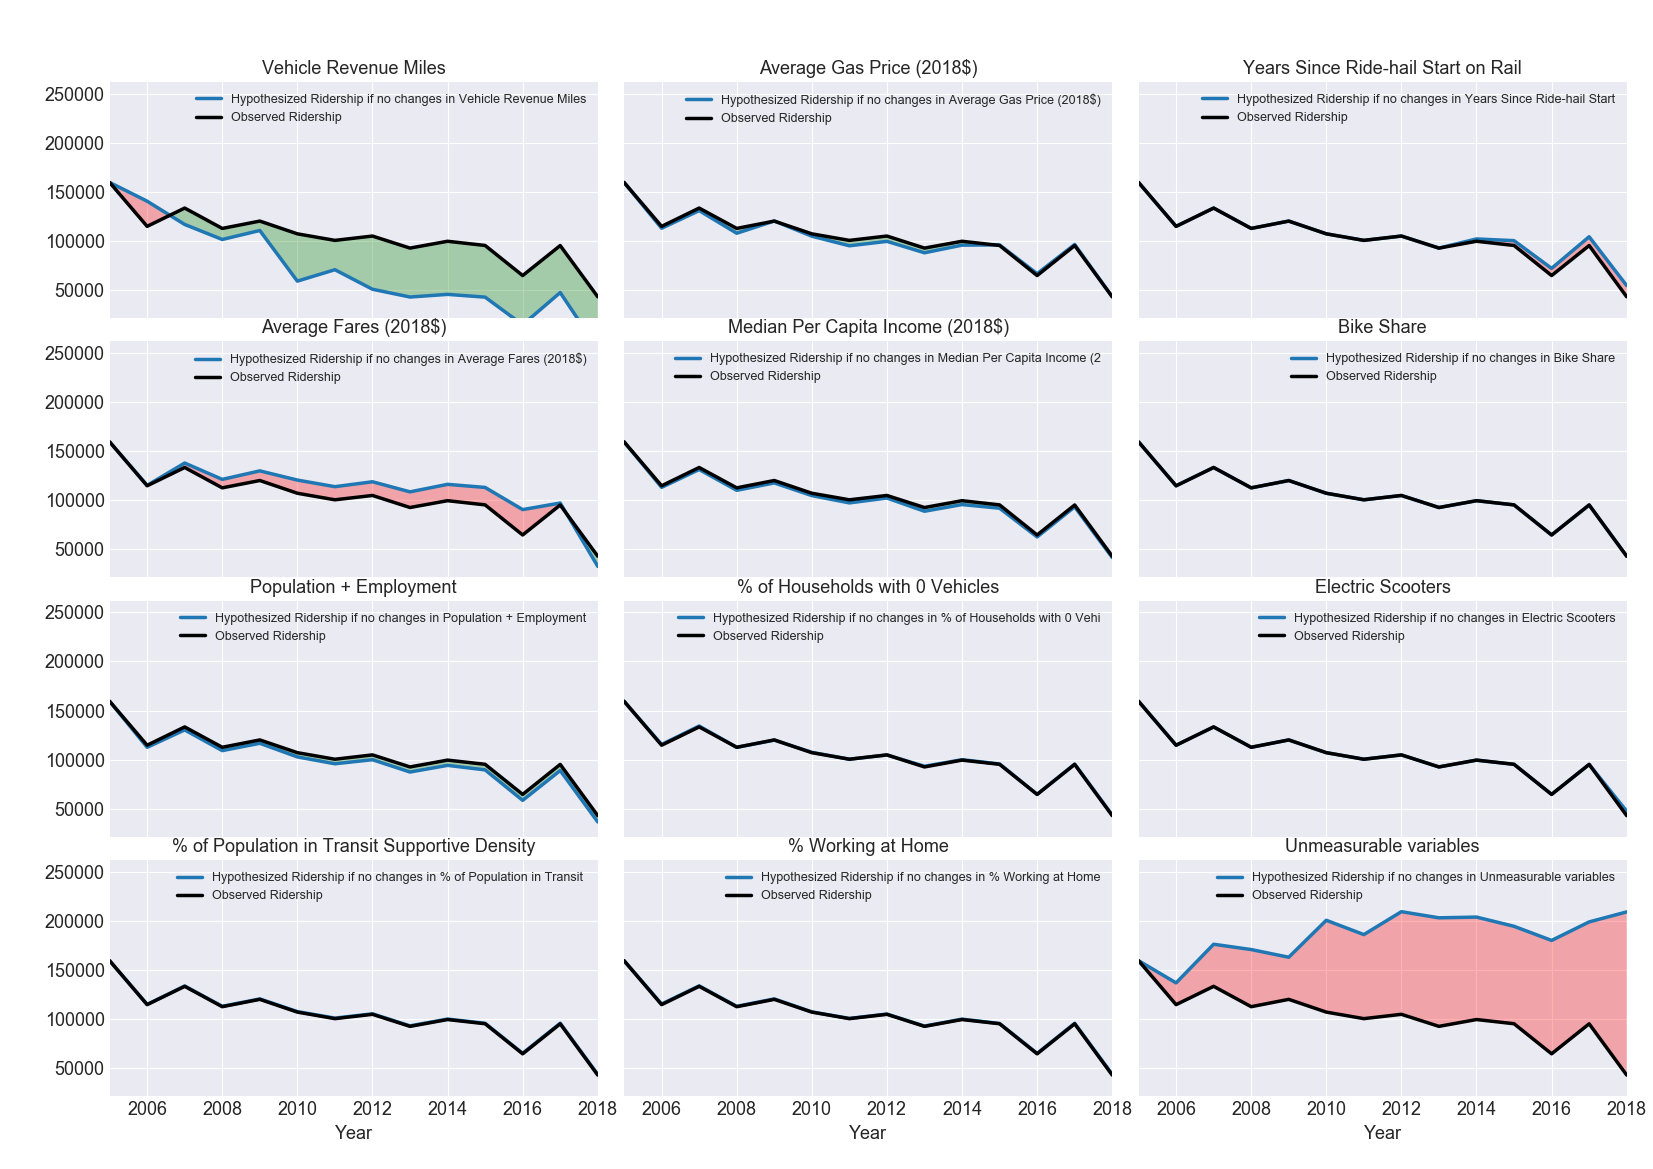 Vehicle Revenue Miles
Average Gas Price (2018$)
Years Since Ride-hail Start on Rail
250000
200000
150000
100000
50000
Hypothesized Ridership if no changes in Vehicle Revenue Miles
Observed Ridership
Hypothesized Ridership if no changes in Average Gas Price (2018$)
Observed Ridership
Hypothesized Ridership if no changes in Years Since Ride-hail Start
Observed Ridership
Average Fares (2018$)
Median Per Capita Income (2018$)
Bike Share
250000
200000
150000
100000
50000
Hypothesized Ridership if no changes in Average Fares (2018$)
Observed Ridership
Hypothesized Ridership if no changes in Median Per Capita Income (2
Observed Ridership
Hypothesized Ridership if no changes in Bike Share
Observed Ridership
Population + Employment
% of Households with 0 Vehicles
Electric Scooters
250000
200000
150000
100000
50000
Hypothesized Ridership if no changes in Population + Employment
Observed Ridership
Hypothesized Ridership if no changes in % of Households with 0 Vehi
Observed Ridership
Hypothesized Ridership if no changes in Electric Scooters
Observed Ridership
% of Population in Transit Supportive Density
% Working at Home
Unmeasurable variables
250000
200000
150000
100000
50000
Hypothesized Ridership if no changes in % of Population in Transit
Observed Ridership
Hypothesized Ridership if no changes in % Working at Home
Observed Ridership
Hypothesized Ridership if no changes in Unmeasurable variables
Observed Ridership
2006 2008 2010 2012 2014 2016 2018
2006 2008 2010 2012 2014 2016 2018
2006 2008 2010 2012 2014 2016 2018
Year
Year
Year